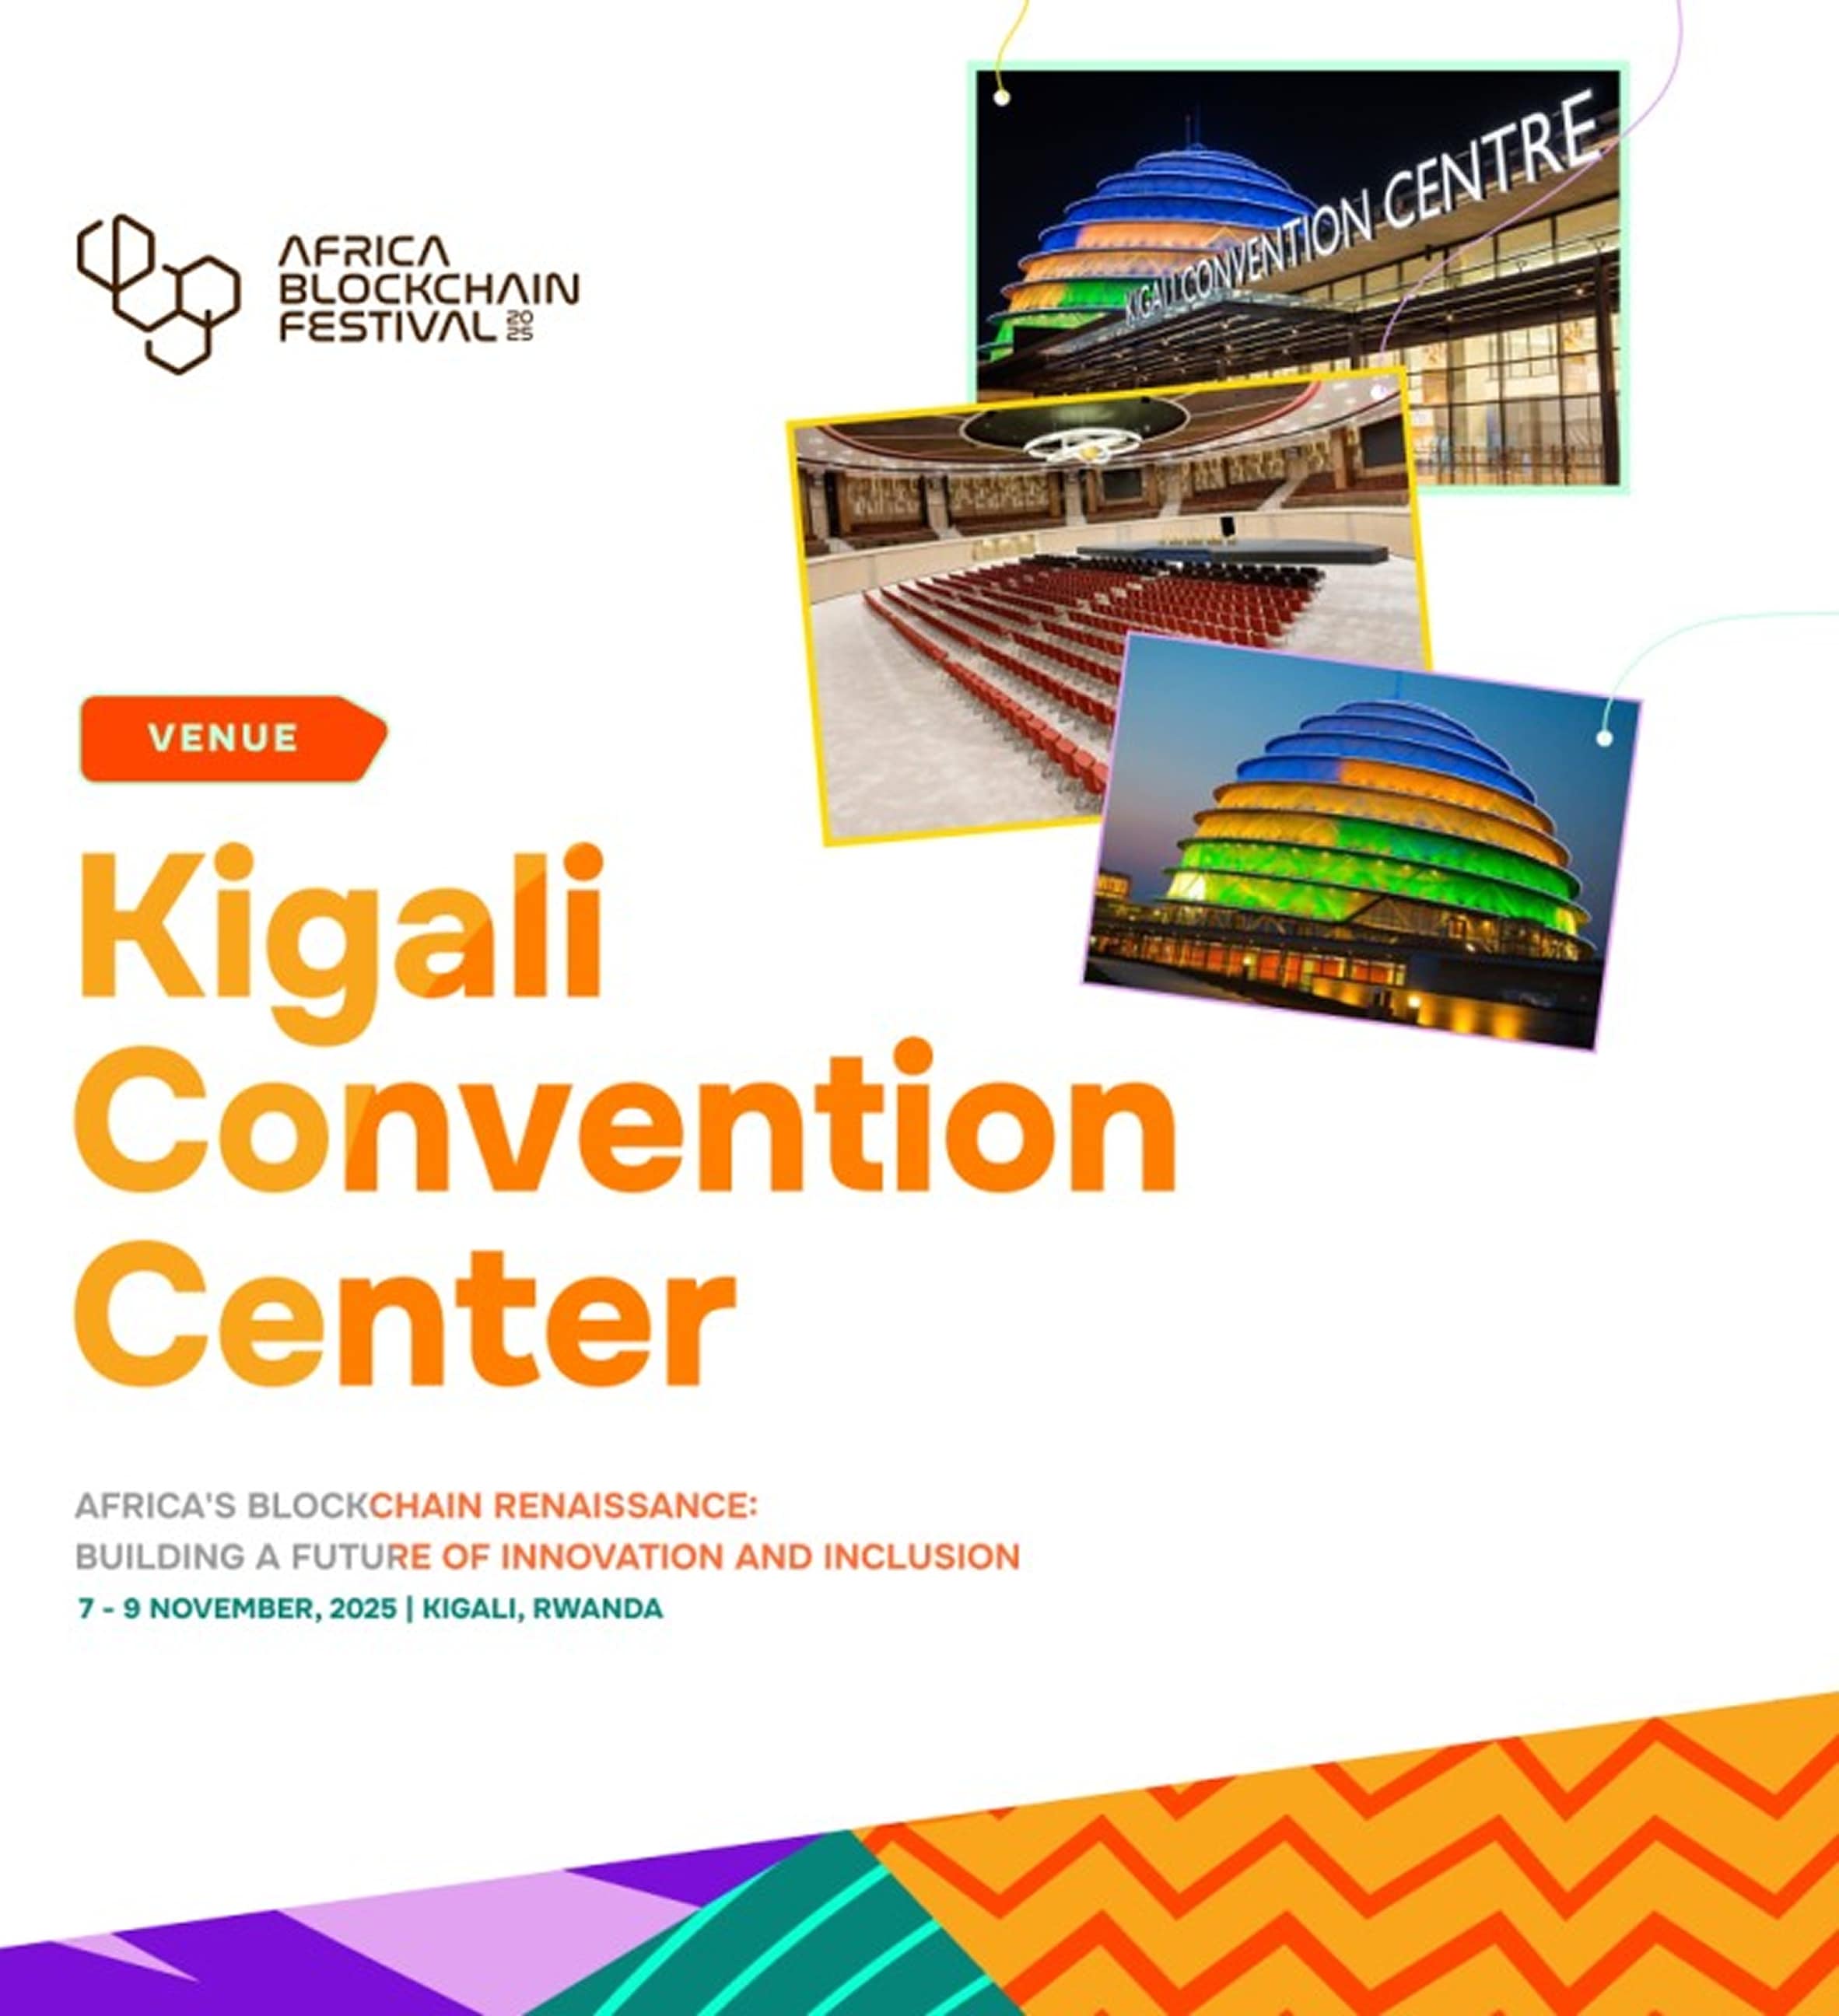 AFRICA
BLOCKCHAIN
FESTIVAL 2025
KIGALI CONVENTION CENTRE
VENUE
Kigali
Convention
Center
AFRICA'S BLOCKCHAIN RENAISSANCE:
BUILDING A FUTURE OF INNOVATION AND INCLUSION
7 - 9 NOVEMBER, 2025 | KIGALI, RWANDA